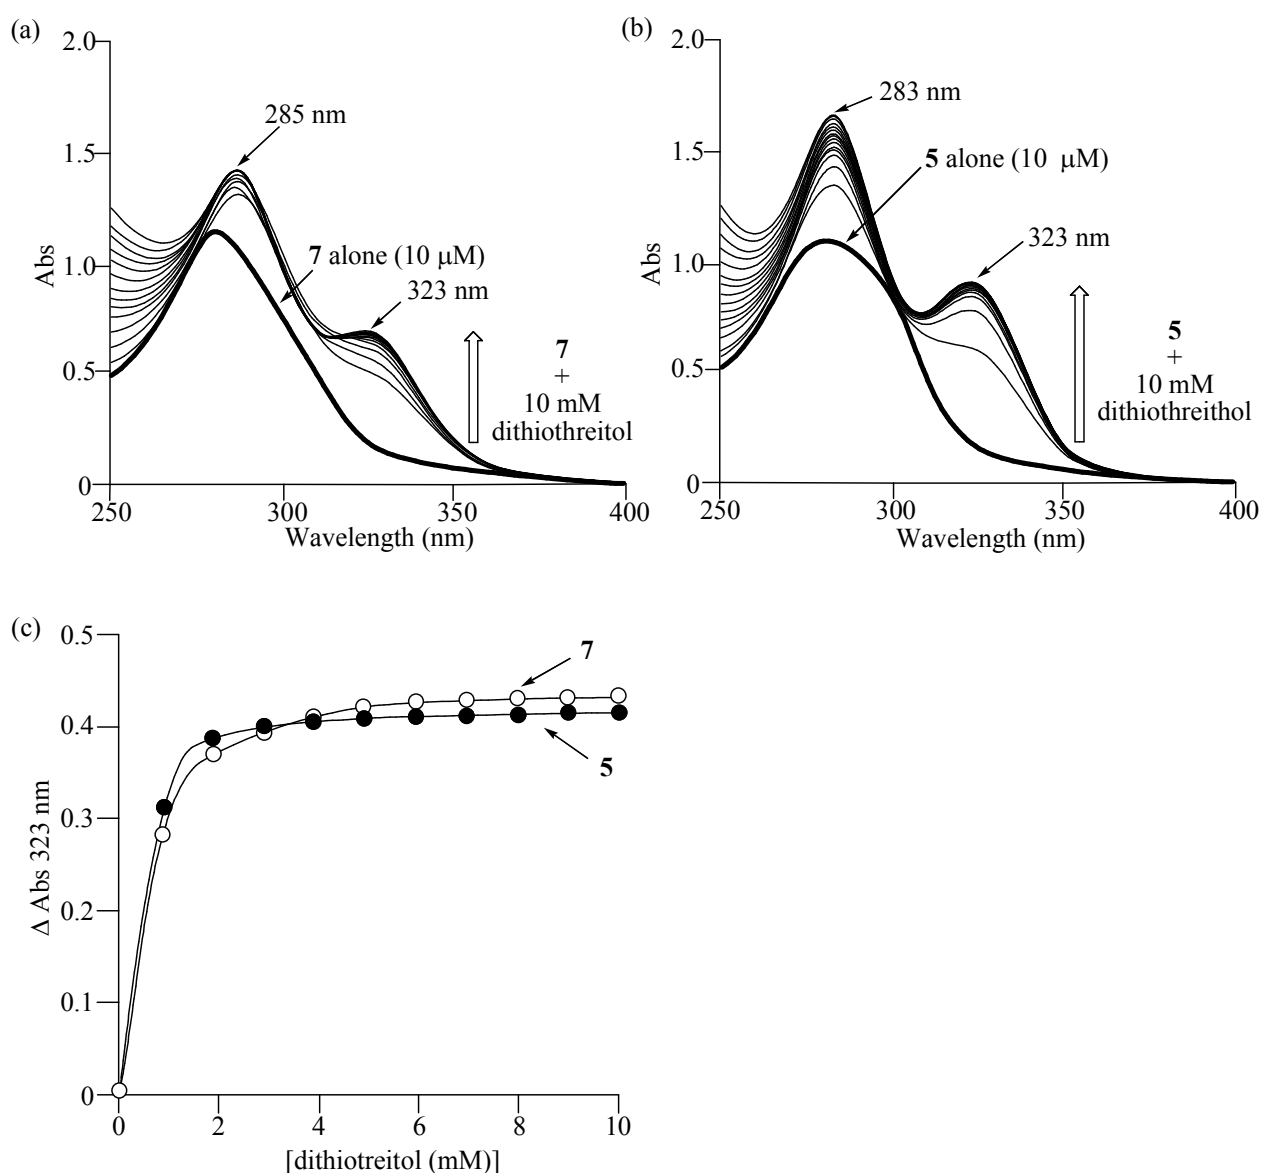 (a)
2.0
1.5
1.0
0.5
0
Abs
285 nm
7 alone (10 μM)
323 nm
7
+
10 mM
dithiothreitol
250
300
350
400
Wavelength (nm)
(b)
2.0
1.5
1.0
0.5
0
Abs
283 nm
5 alone (10 μM)
323 nm
5
+
10 mM
dithiothreithol
250
300
350
400
Wavelength (nm)
(c)
0.5
0.4
0.3
0.2
0.1
0
Δ Abs 323 nm
7
5
0
2
4
6
8
10
[dithiotreitol (mM)]